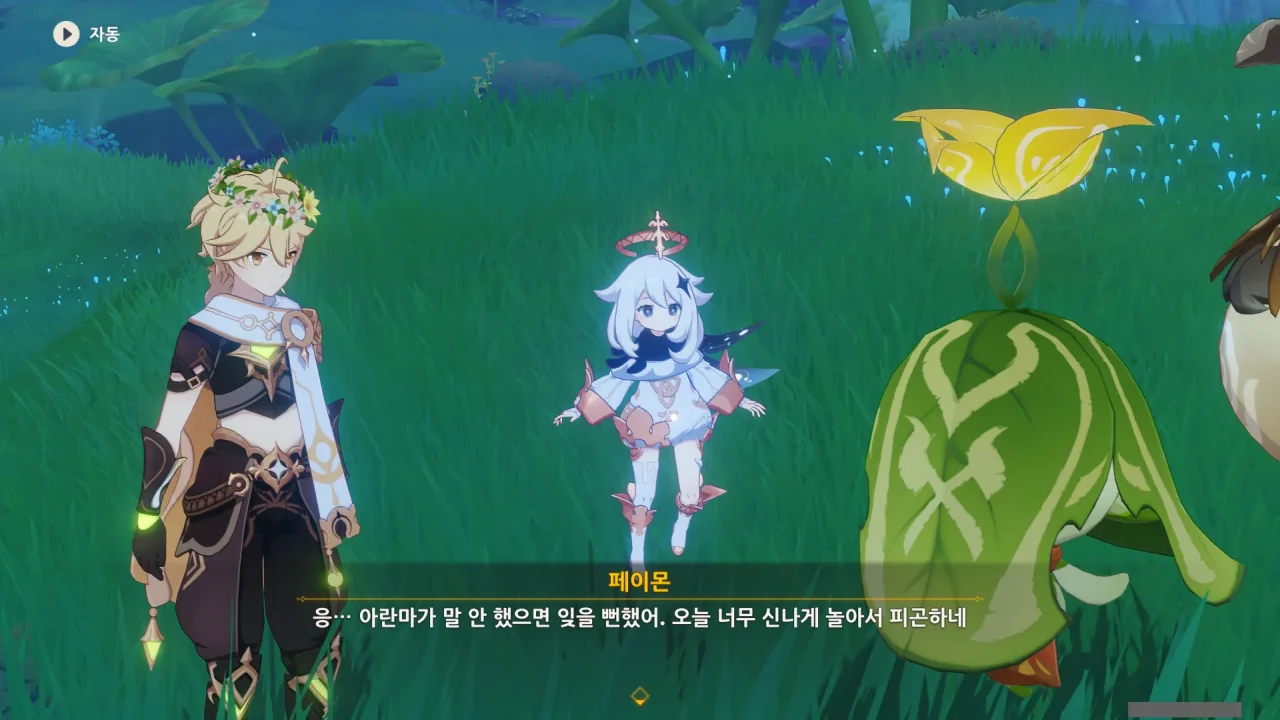 자동
페이몬
응… 아란마가 말 안 했으면 잊을 뻔했어. 오늘 너무 신나게 놀아서 피곤하네